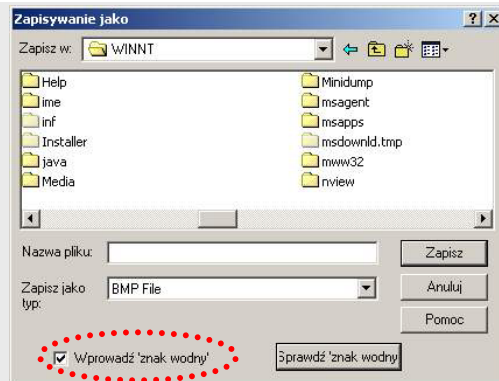 Zapisywanie jako
Zapisz w: WINNT
Help
ime
inf
Installer
java
Media
Minidump
msagent
msapps
msdownld.tmp
mww32
nview
Nazwa pliku: Zapisz
Zapisz jako typ: BMP File Anuluj
Pomoc
Wprowadź 'znak wodny' Sprawdź 'znak wodny